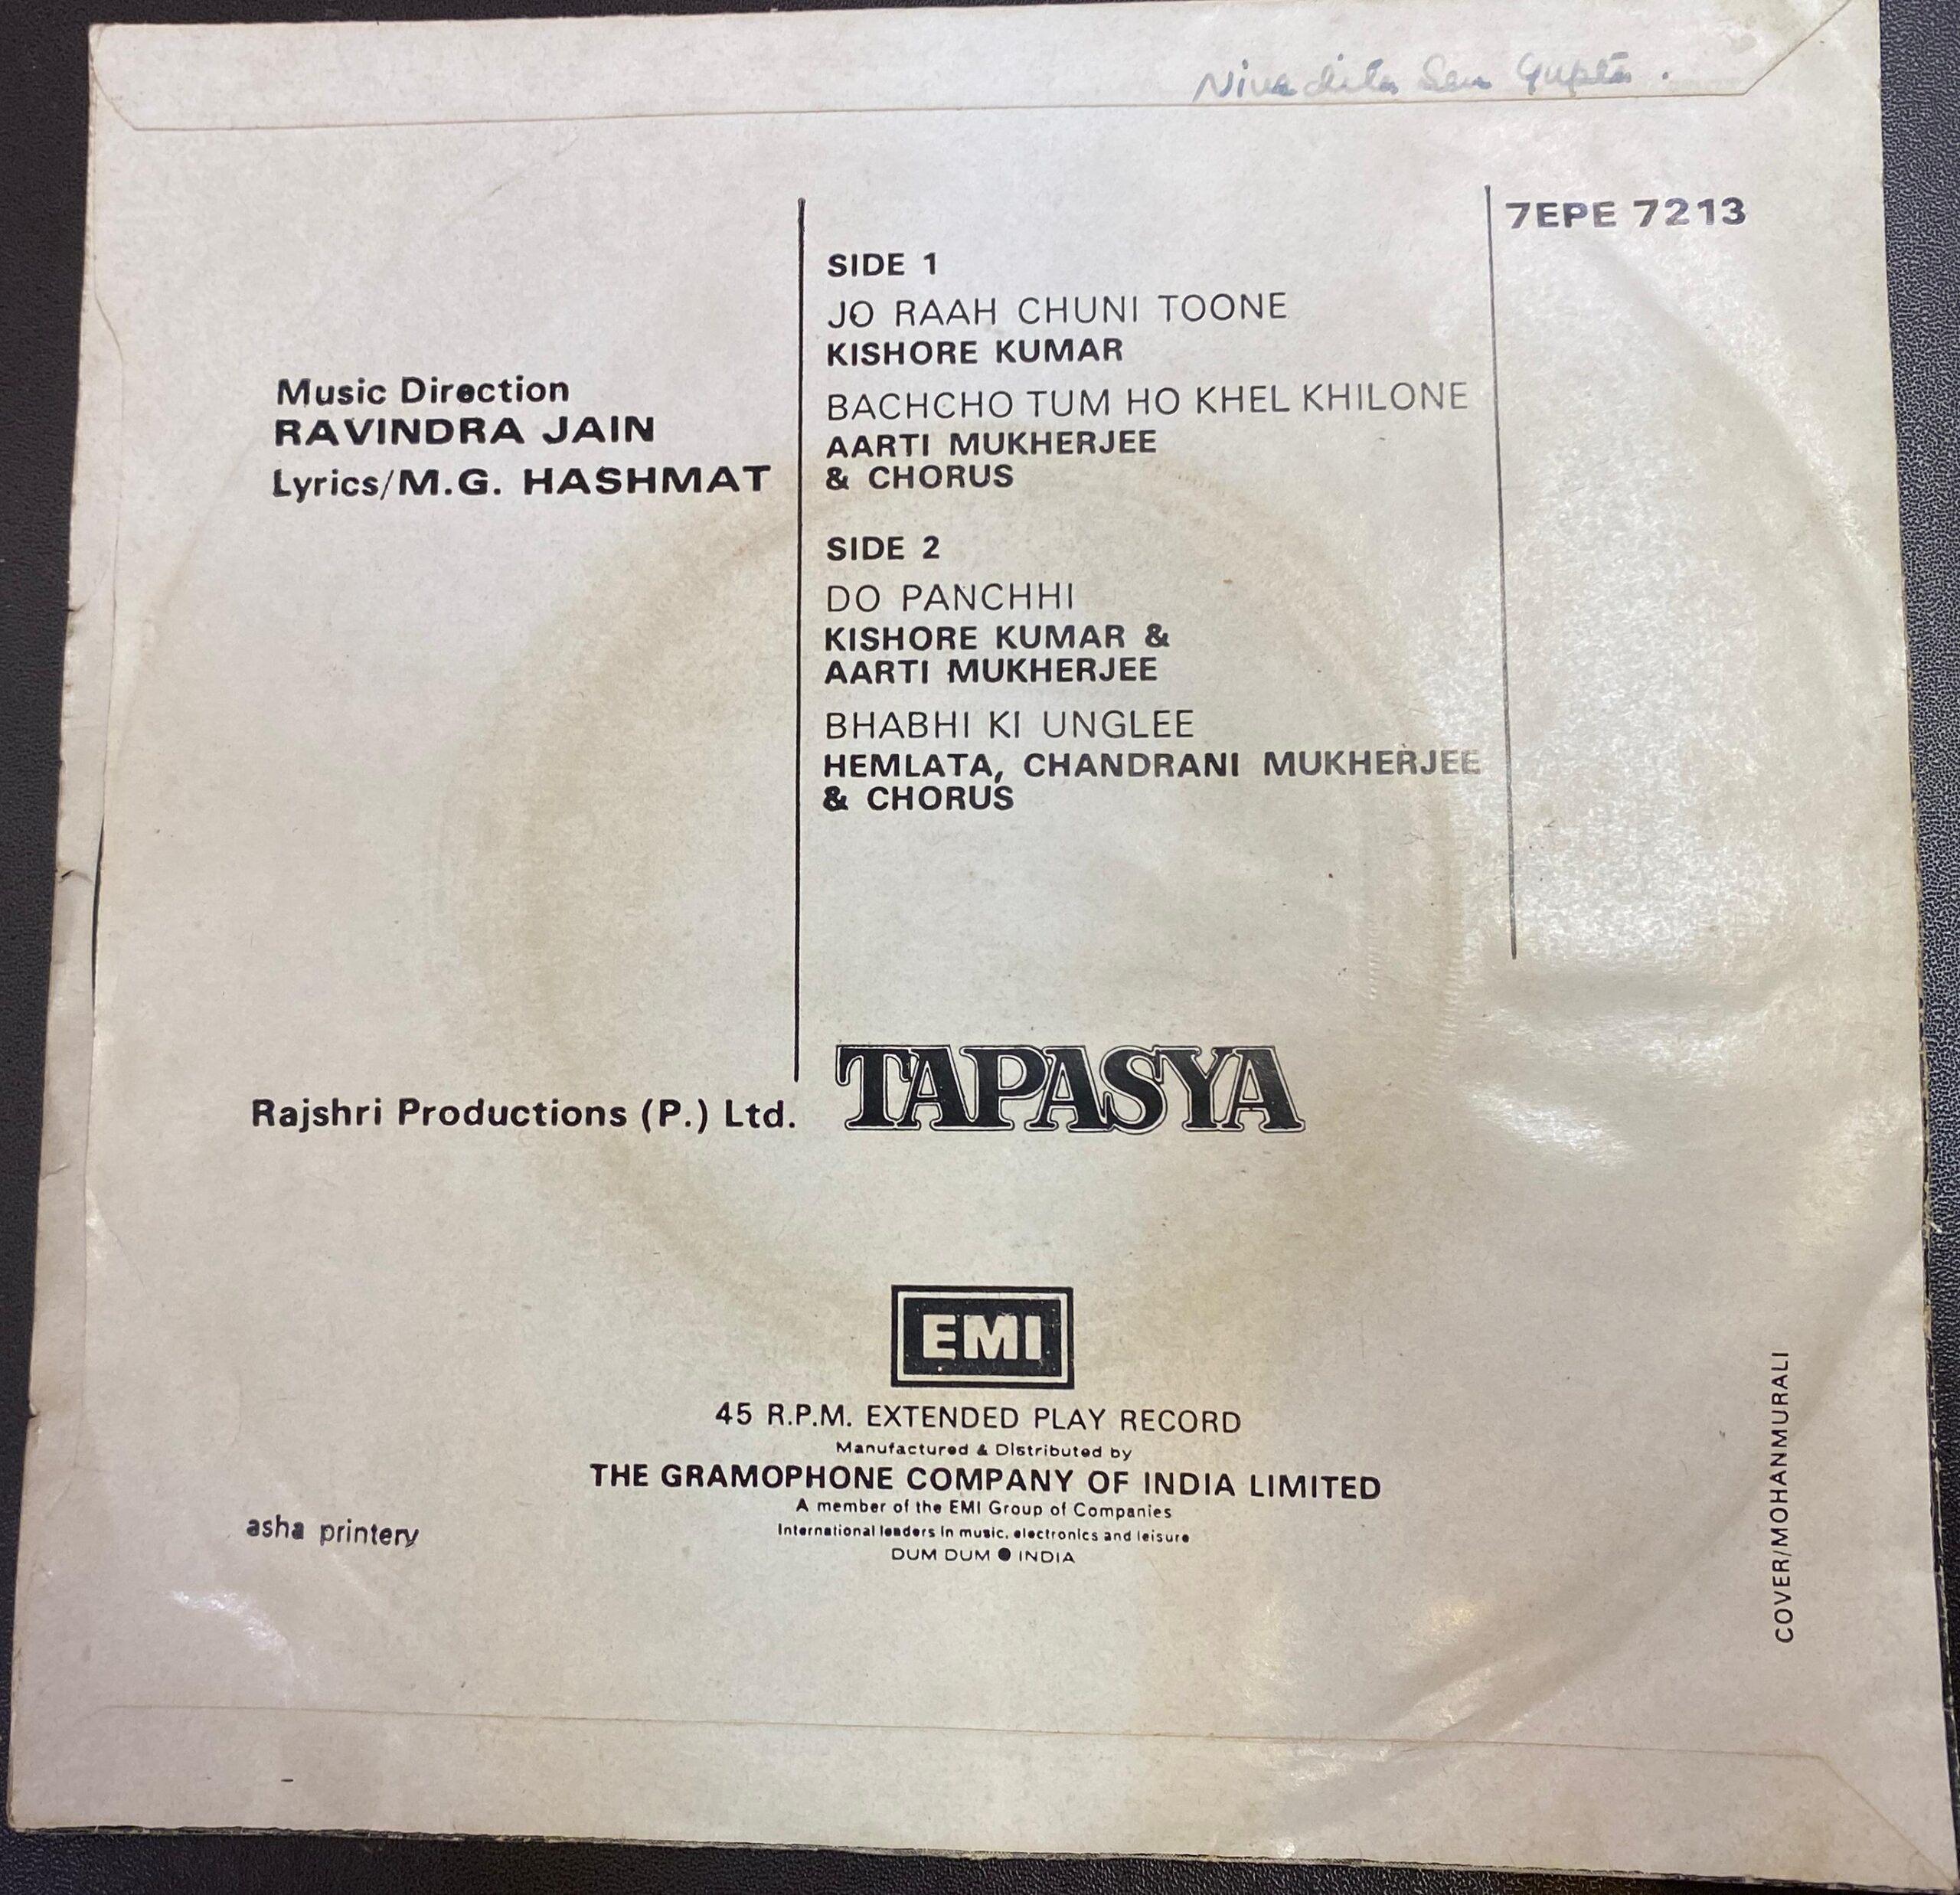 Nivedita Sen Gupta.
7EPE 7213
Music Direction
RAVINDRA JAIN
Lyrics/M.G. HASHMAT
SIDE 1
JO RAAH CHUNI TOONE
KISHORE KUMAR
BACHCHO TUM HO KHEL KHILONE
AARTI MUKHERJEE
& CHORUS
SIDE 2
DO PANCHHI
KISHORE KUMAR &
AARTI MUKHERJEE
BHABHI KI UNGLEE
HEMLATA, CHANDRANI MUKHERJEE
& CHORUS
Rajshri Productions (P.) Ltd.
TAPASYA
EMI
45 R.P.M. EXTENDED PLAY RECORD
Manufactured & Distributed by
THE GRAMOPHONE COMPANY OF INDIA LIMITED
A member of the EMI Group of Companies
International leaders in music, electronics and leisure
DUM DUM ● INDIA
asha printery
COVER/MOHANMURALI